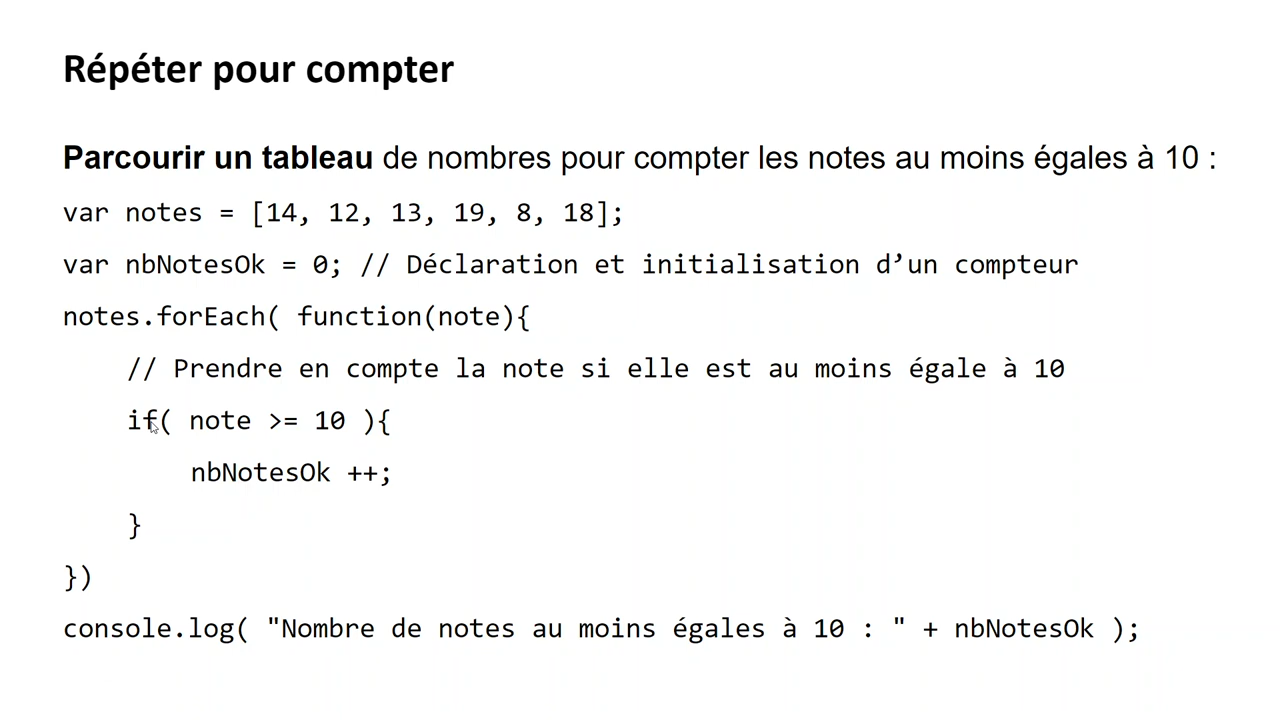 Répéter pour compter
Parcourir un tableau de nombres pour compter les notes au moins égales à 10 :
var notes = [14, 12, 13, 19, 8, 18];
var nbNotesOk = 0; // Déclaration et initialisation d’un compteur
notes.forEach( function(note){
// Prendre en compte la note si elle est au moins égale à 10
if( note >= 10 ){
nbNotesOk ++;
}
})
console.log( "Nombre de notes au moins égales à 10 : " + nbNotesOk );